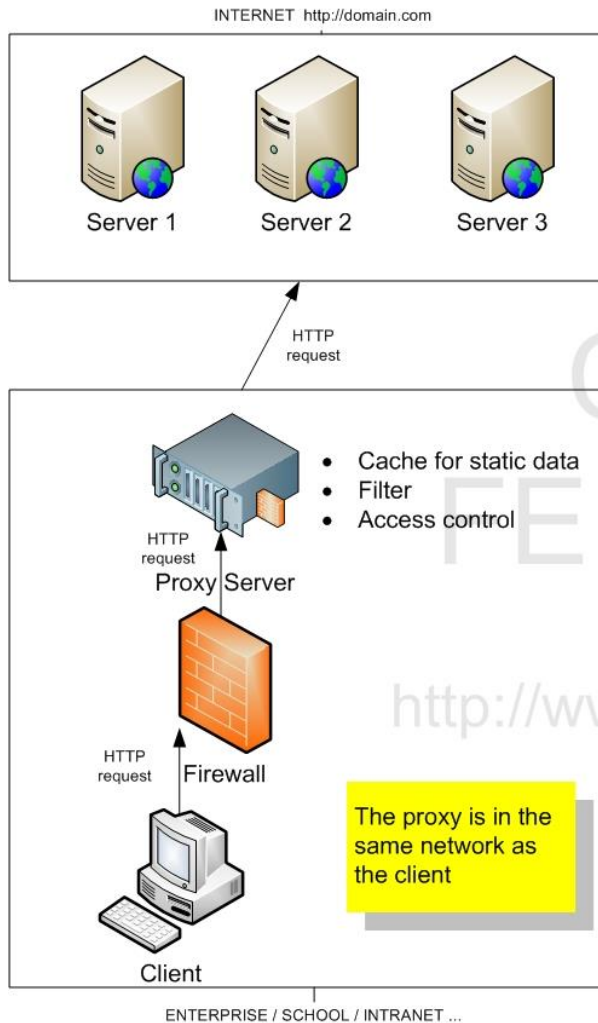 INTERNET http://domain.com
Server 1
Server 2
Server 3
HTTP
request
• Cache for static data
• Filter
• Access control
HTTP
request
Proxy Server
HTTP
request
Firewall
The proxy is in the
same network as
the client
Client
ENTERPRISE / SCHOOL / INTRANET ...